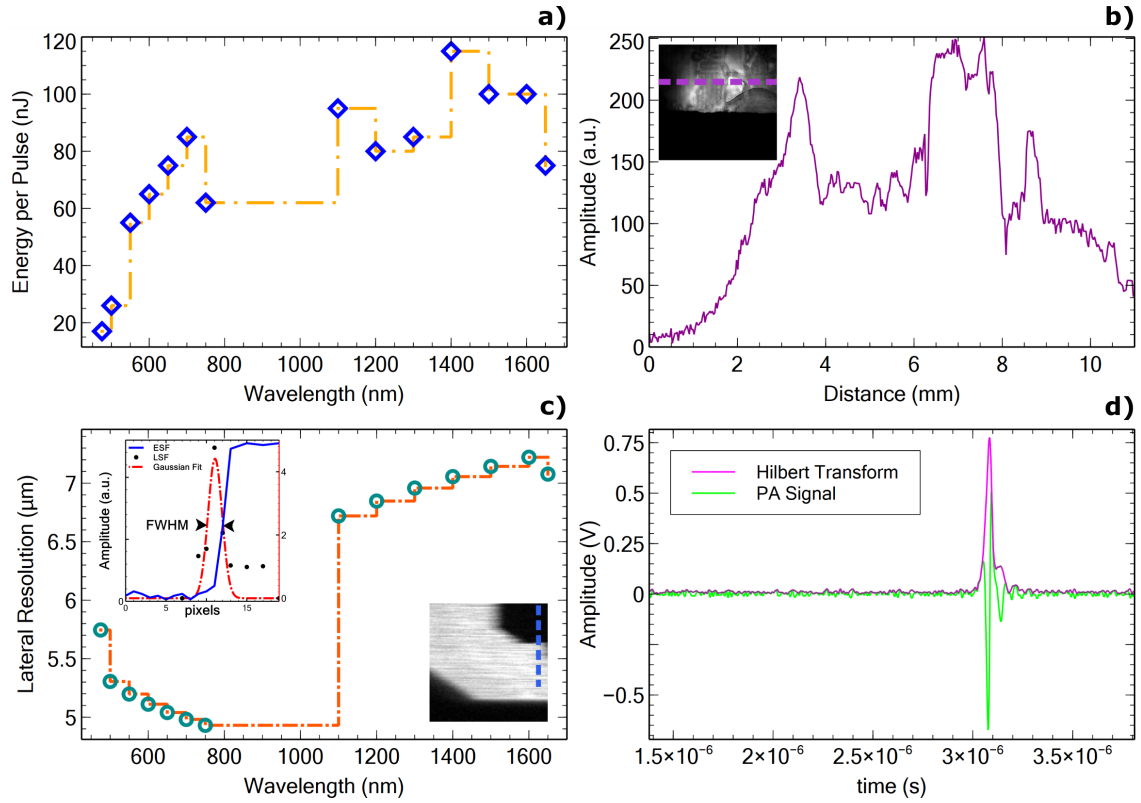 a)
120
100
80
60
40
20
Energy per Pulse (nJ)
600 800 1000 1200 1400 1600
Wavelength (nm)
b)
250
200
150
100
50
0
Amplitude (a.u.)
0 2 4 6 8 10
Distance (mm)
c)
7
6.5
6
5.5
5
Lateral Resolution (µm)
600 800 1000 1200 1400 1600
Wavelength (nm)
ESF
LSF
Gaussian Fit
FWHM
Amplitude (a.u.)
4
2
0
0 5 10 15
pixels
d)
0.75
0.5
0.25
0
−0.5
Amplitude (V)
Hilbert Transform
PA Signal
1.5×10⁻⁶ 2×10⁻⁶ 2.5×10⁻⁶ 3×10⁻⁶ 3.5×10⁻⁶
time (s)